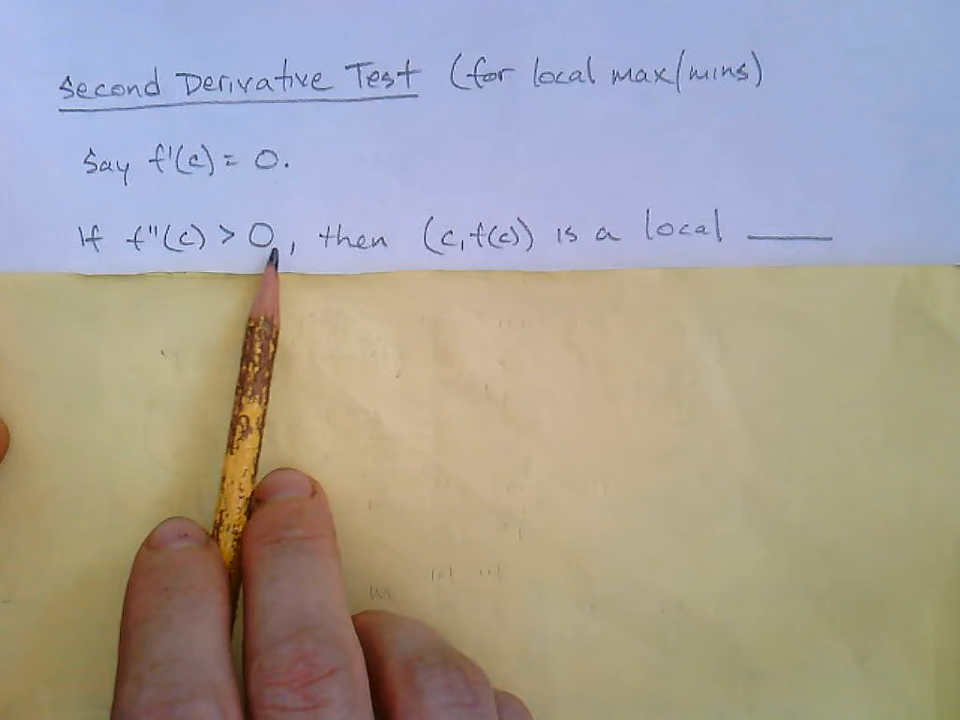 Second Derivative Test (for local max/mins)
Say f'(c) = 0.
If f''(c) > 0, then (c, f(c)) is a local ____